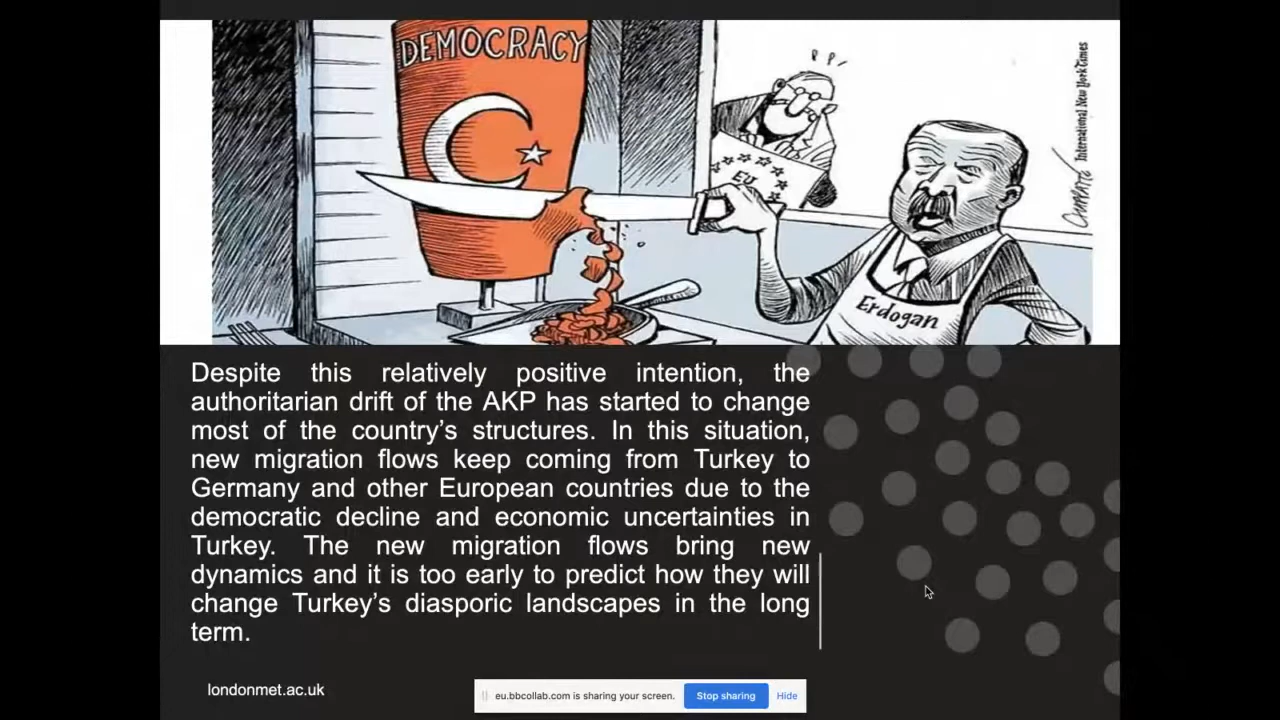 DEMOCRACY
EU
Erdogan
CHAPPATTE
International New York Times
Despite this relatively positive intention, the
authoritarian drift of the AKP has started to change
most of the country’s structures. In this situation,
new migration flows keep coming from Turkey to
Germany and other European countries due to the
democratic decline and economic uncertainties in
Turkey. The new migration flows bring new
dynamics and it is too early to predict how they will
change Turkey’s diasporic landscapes in the long
term.
londonmet.ac.uk
eu.bbcollab.com is sharing your screen.
Stop sharing
Hide